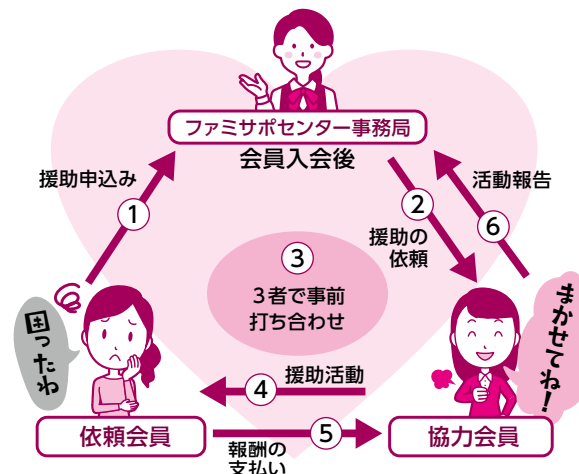 ファミサポセンター事務局
会員入会後
援助申込み
①
②
援助の
依頼
活動報告
⑥
③
3者で事前
打ち合わせ
困ったわ
まかせてね!
④
援助活動
依頼会員
⑤
報酬の
支払い
協力会員